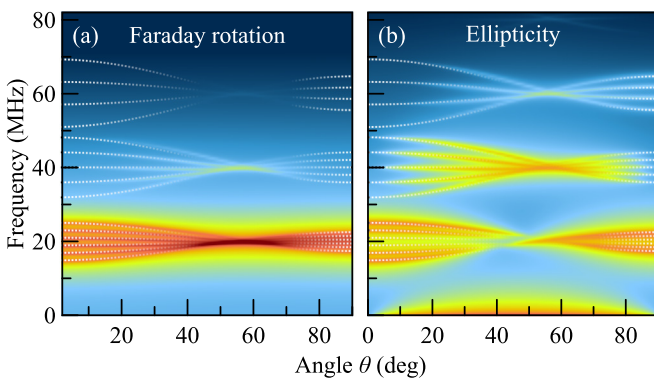 (a) Faraday rotation
(b) Ellipticity
80
60
40
20
0
Frequency (MHz)
20 40 60 80
0 20 40 60 80
Angle θ (deg)